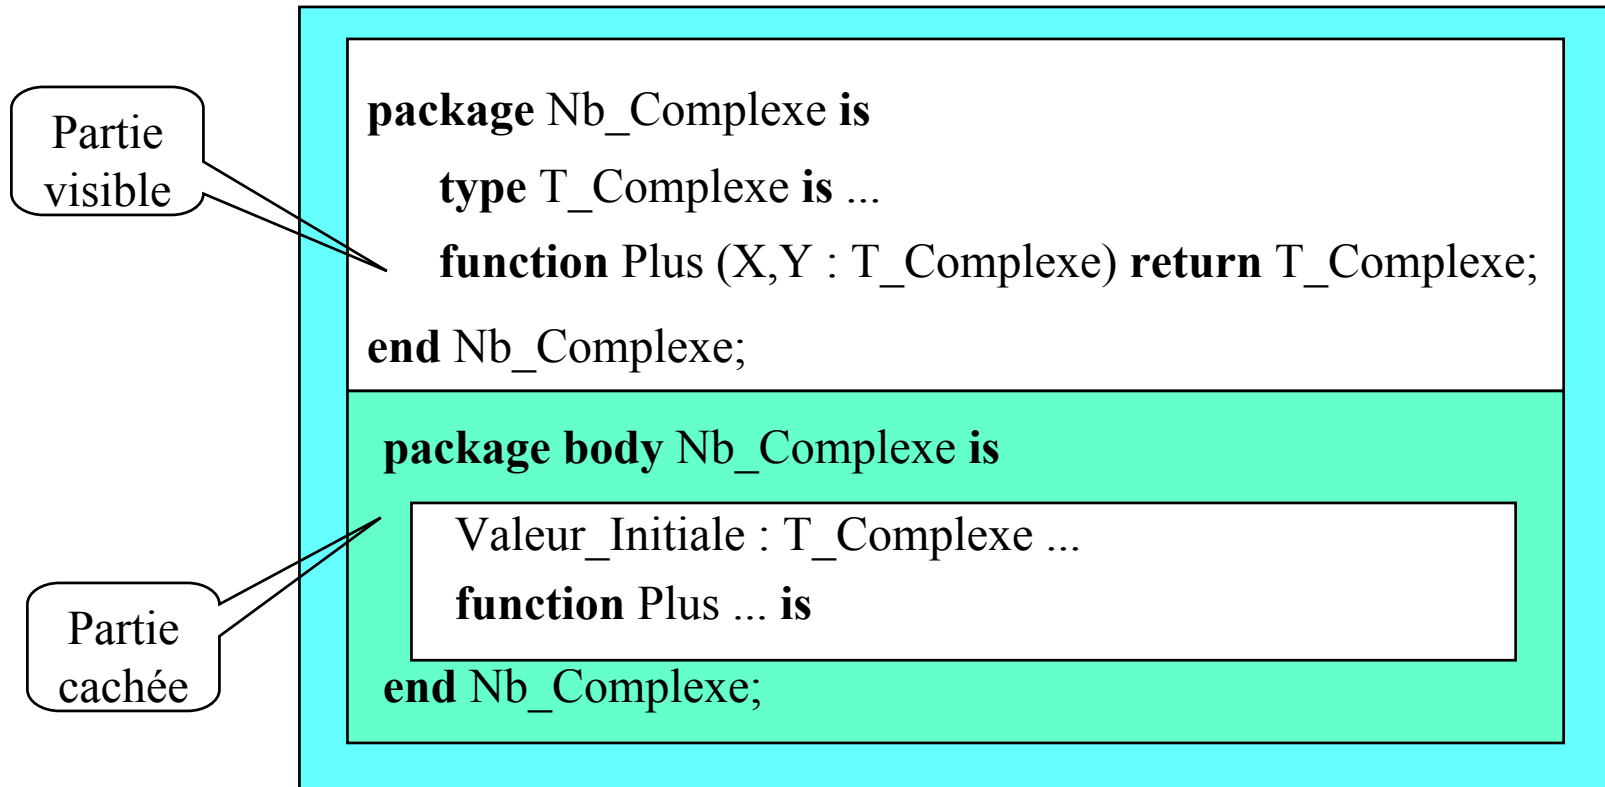 Partie
visible
package Nb_Complexe is
type T_Complexe is ...
function Plus (X,Y : T_Complexe) return T_Complexe;
end Nb_Complexe;
package body Nb_Complexe is
Valeur_Initiale : T_Complexe ...
function Plus ... is
end Nb_Complexe;
Partie
cachée